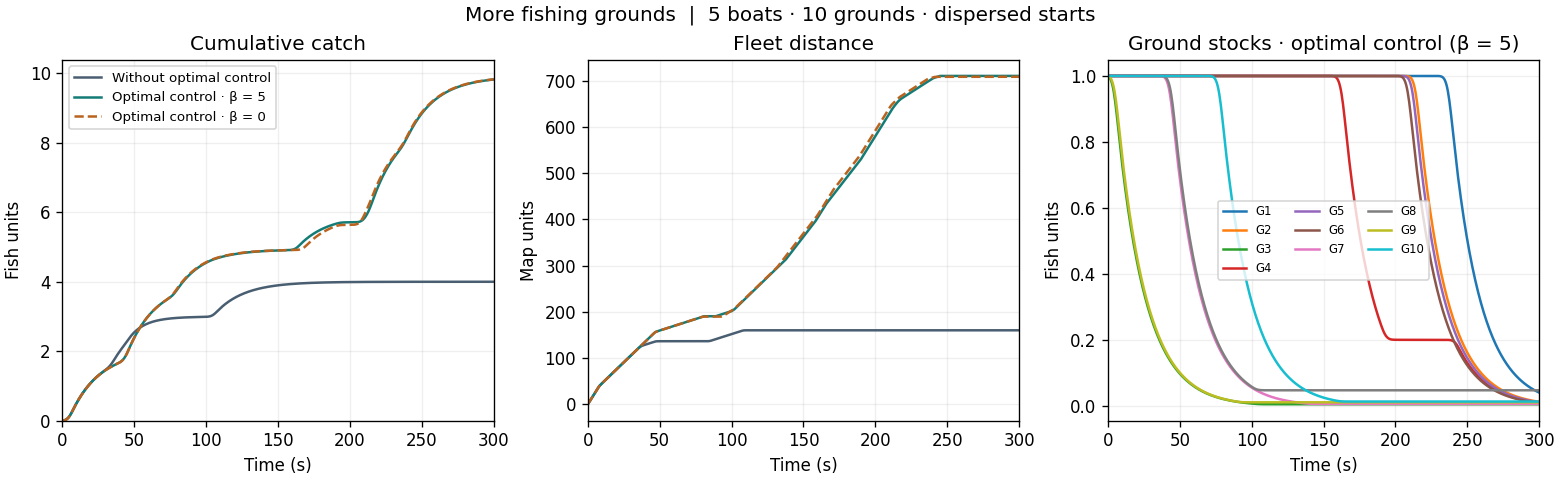 More fishing grounds | 5 boats · 10 grounds · dispersed starts
Cumulative catch
Fish units
10
8
6
4
2
0
Without optimal control
Optimal control · β = 5
Optimal control · β = 0
0 50 100 150 200 250 300
Time (s)
Fleet distance
Map units
700
600
500
400
300
200
100
0
0 50 100 150 200 250 300
Time (s)
Ground stocks · optimal control (β = 5)
Fish units
1.0
0.8
0.6
0.4
0.2
0.0
G1 G5 G8
G2 G6 G9
G3 G7 G10
G4
0 50 100 150 200 250 300
Time (s)